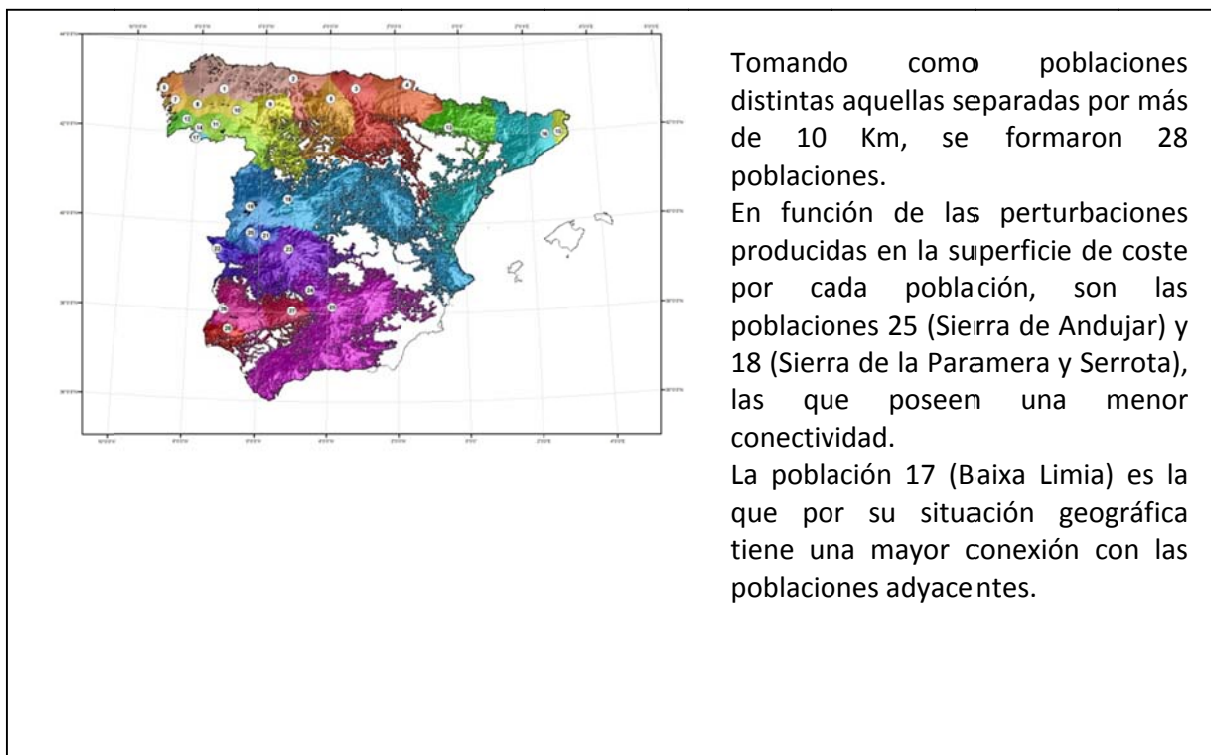 Tomando como poblaciones
distintas aquellas separadas por más
de 10 Km, se formaron 28
poblaciones.
En función de las perturbaciones
producidas en la superficie de coste
por cada población, son las
poblaciones 25 (Sierra de Andujar) y
18 (Sierra de la Paramera y Serrota),
las que poseen una menor
conectividad.
La población 17 (Baixa Limia) es la
que por su situación geográfica
tiene una mayor conexión con las
poblaciones adyacentes.